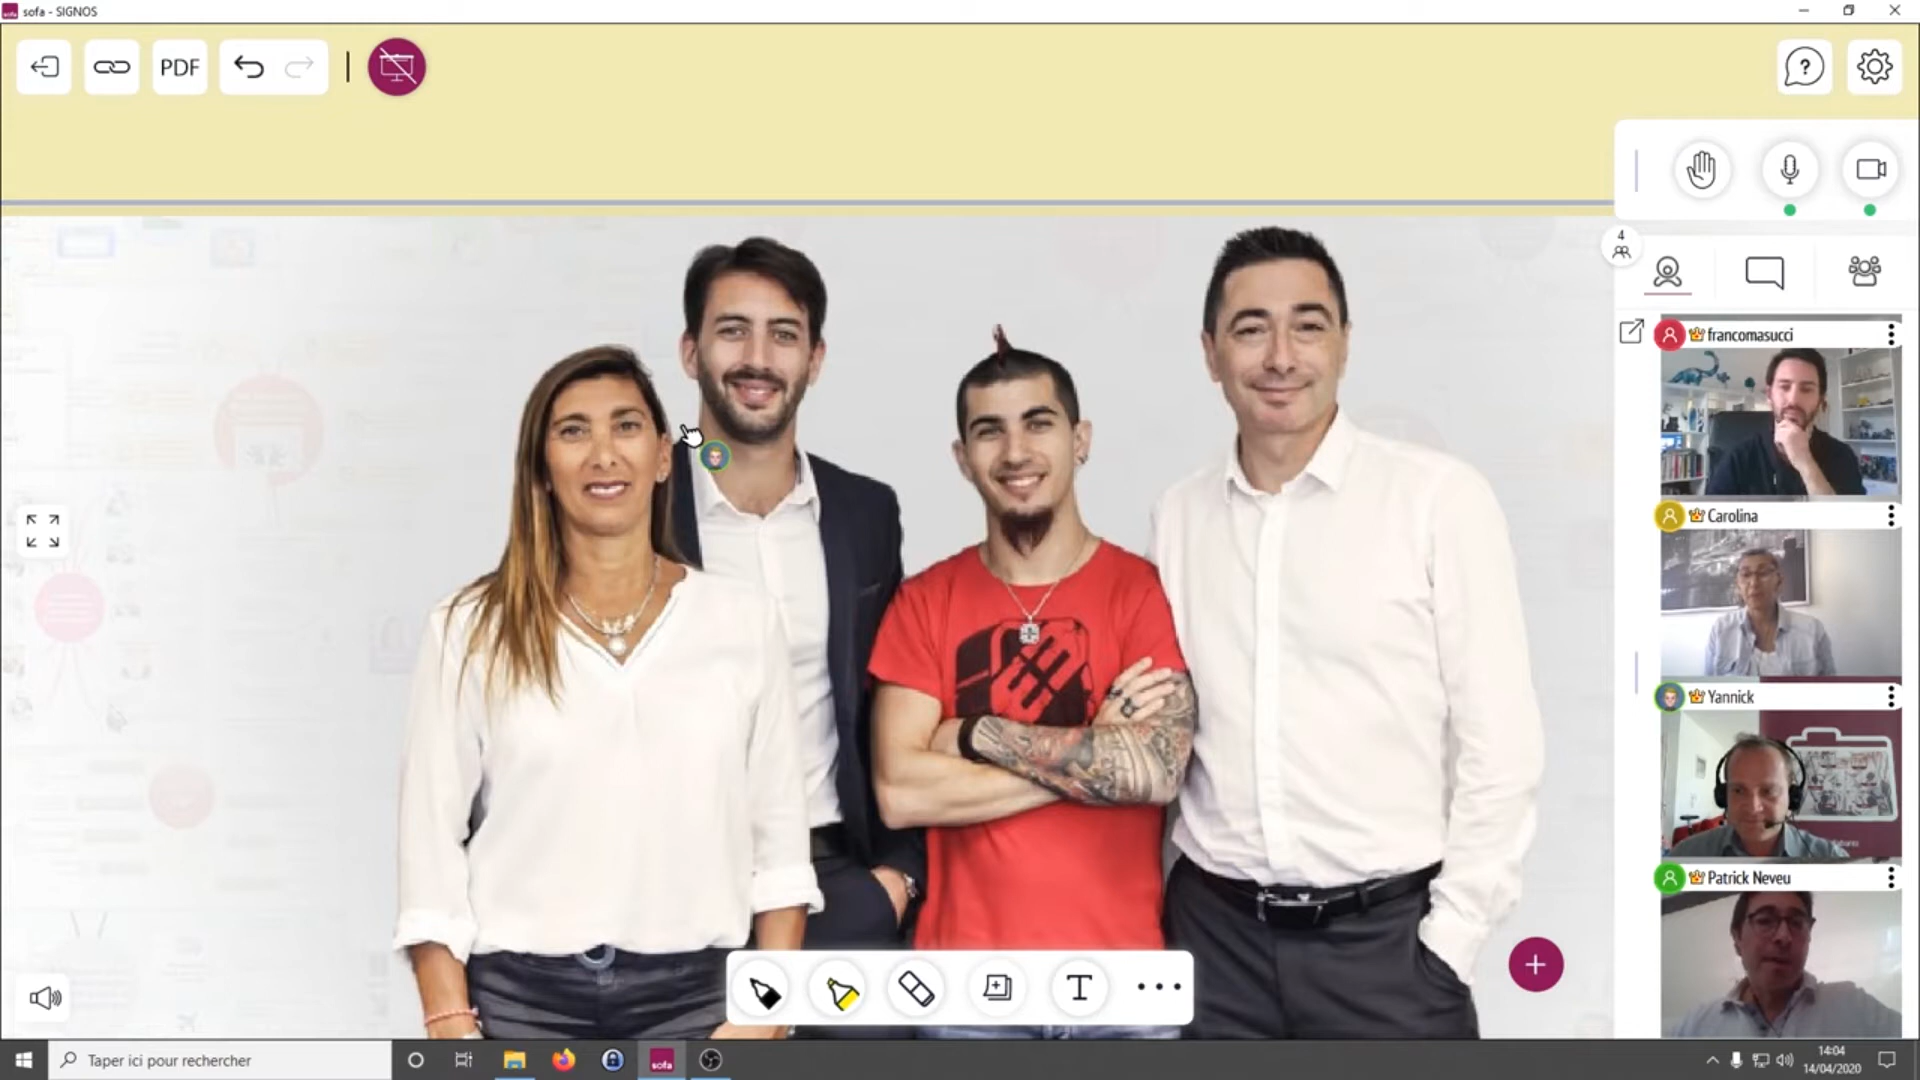 sofa - SIGNOS
PDF
?
4
francomasucci
Carolina
Yannick
Patrick Neveu
T
Taper ici pour rechercher
sofa
14:04
14/04/2020